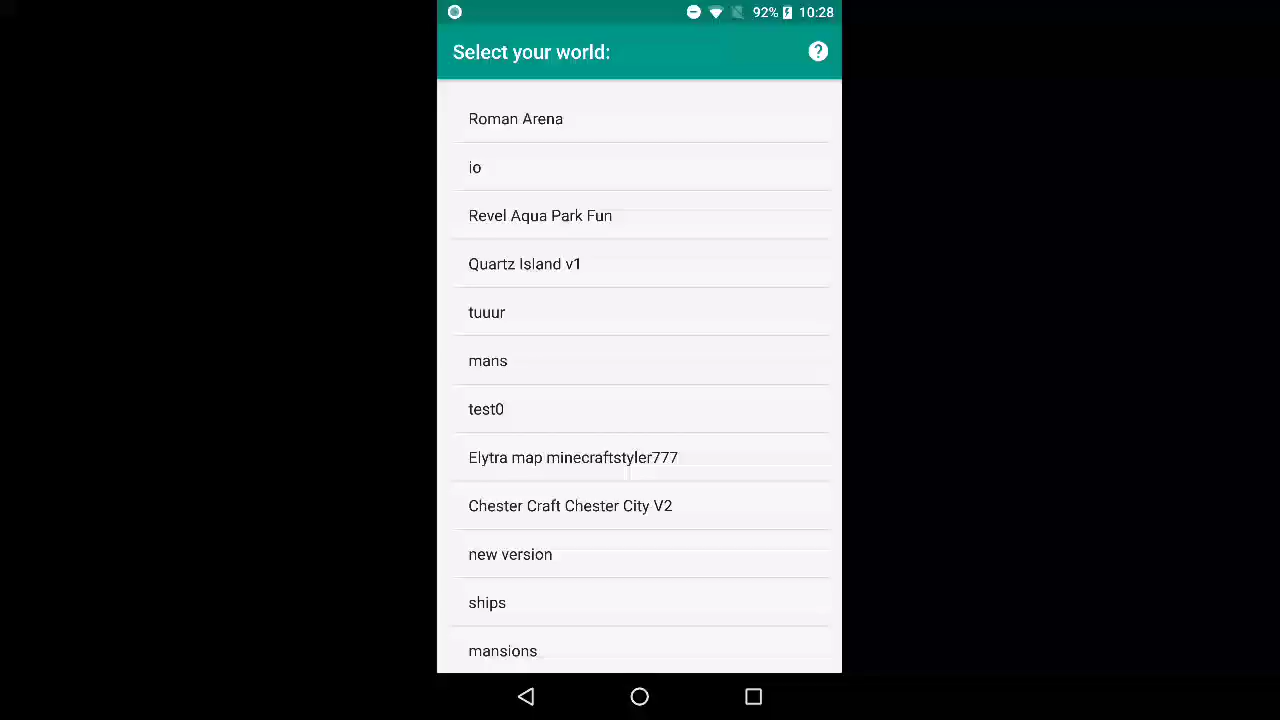 92% 10:28
Select your world:
Roman Arena
io
Revel Aqua Park Fun
Quartz Island v1
tuuur
mans
test0
Elytra map minecraftstyler777
Chester Craft Chester City V2
new version
ships
mansions